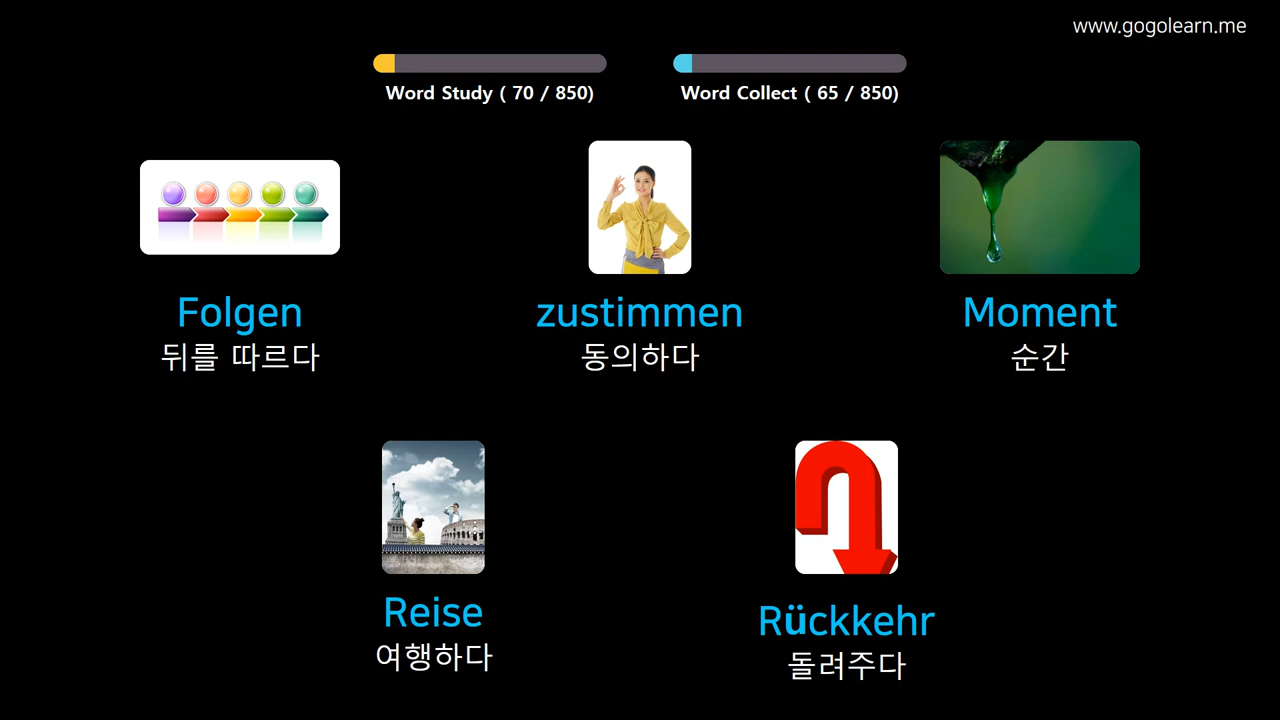 www.gogolearn.me
Word Study ( 70 / 850)
Word Collect ( 65 / 850)
Folgen
뒤를 따르다
zustimmen
동의하다
Moment
순간
Reise
여행하다
Rückkehr
돌려주다